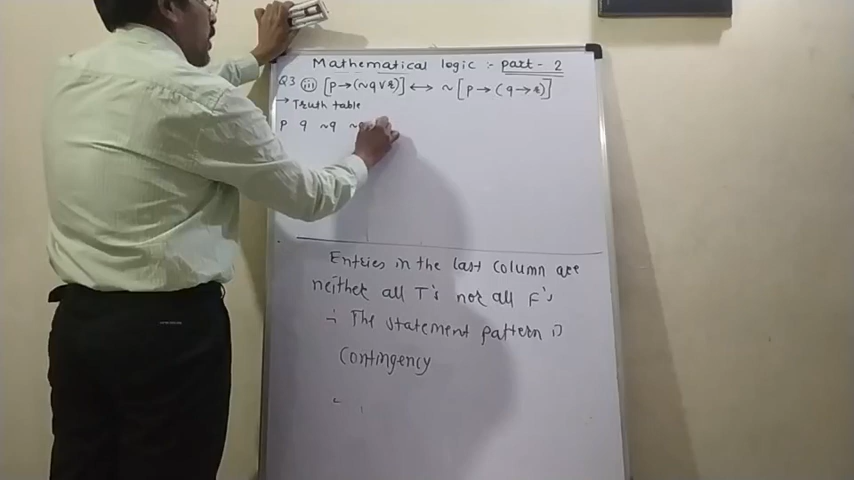 Mathematical logic :- part - 2
Q3 (iii) [p→(~q∨r)] ↔ ~[p→(q→r)]
→ Truth table
p q ~q ~
Entries in the last column are
neither all T's nor all F's
∴ The statement pattern is
Contingency